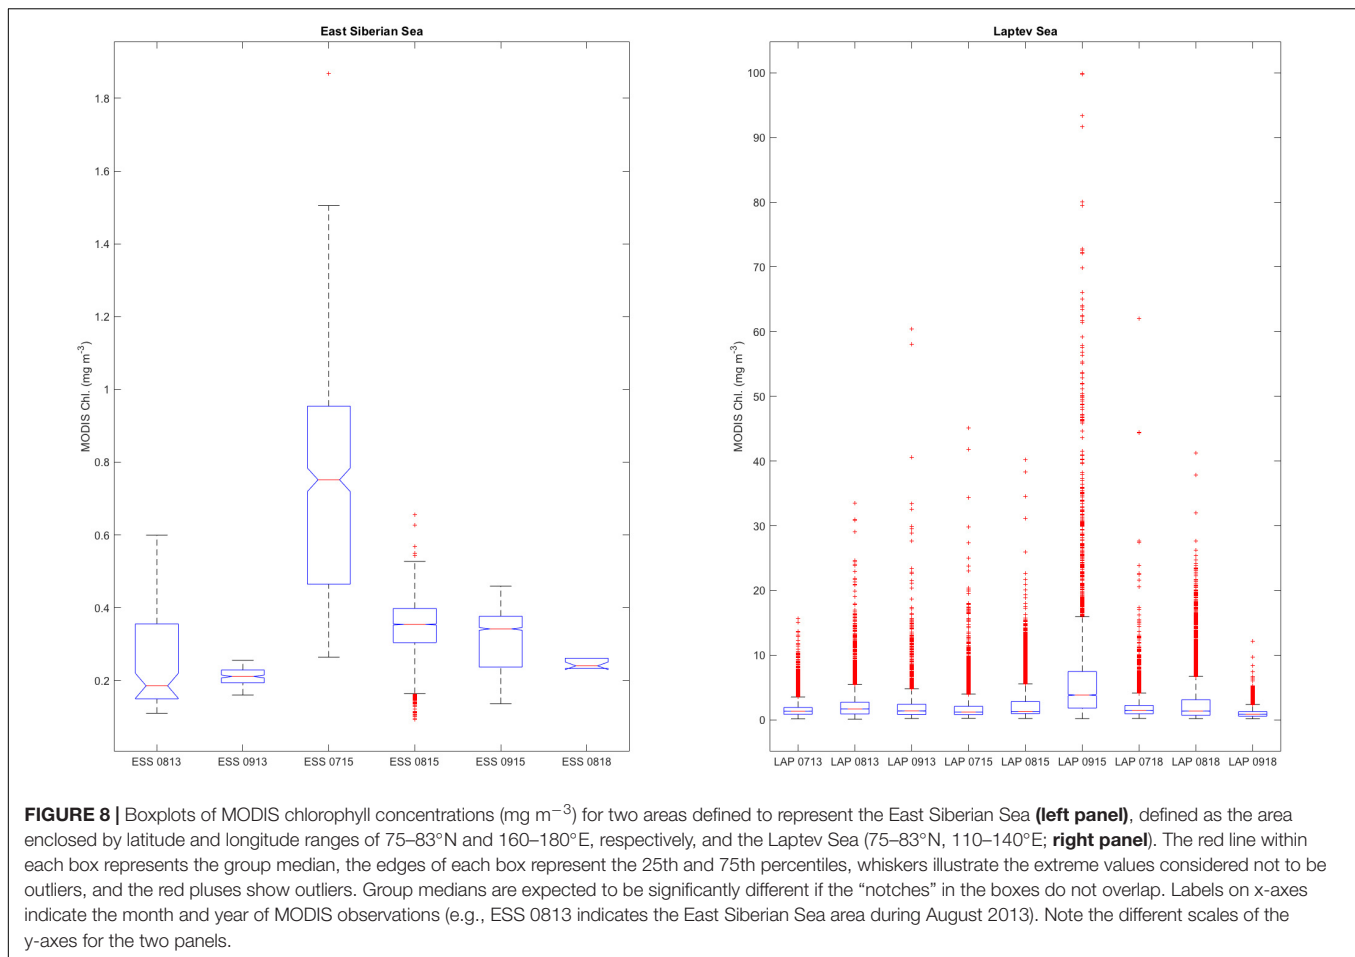 East Siberian Sea
MODIS Chl. (mg m-3)
1.8
1.6
1.4
1.2
1
0.8
0.6
0.4
0.2
ESS 0813 ESS 0913 ESS 0715 ESS 0815 ESS 0915 ESS 0818
Laptev Sea
MODIS Chl. (mg m-3)
100
90
80
70
60
50
40
30
20
10
0
LAP 0713 LAP 0813 LAP 0913 LAP 0715 LAP 0815 LAP 0915 LAP 0718 LAP 0818 LAP 0918
FIGURE 8 | Boxplots of MODIS chlorophyll concentrations (mg m−3) for two areas defined to represent the East Siberian Sea (left panel), defined as the area
enclosed by latitude and longitude ranges of 75–83°N and 160–180°E, respectively, and the Laptev Sea (75–83°N, 110–140°E; right panel). The red line within
each box represents the group median, the edges of each box represent the 25th and 75th percentiles, whiskers illustrate the extreme values considered not to be
outliers, and the red pluses show outliers. Group medians are expected to be significantly different if the “notches” in the boxes do not overlap. Labels on x-axes
indicate the month and year of MODIS observations (e.g., ESS 0813 indicates the East Siberian Sea area during August 2013). Note the different scales of the
y-axes for the two panels.